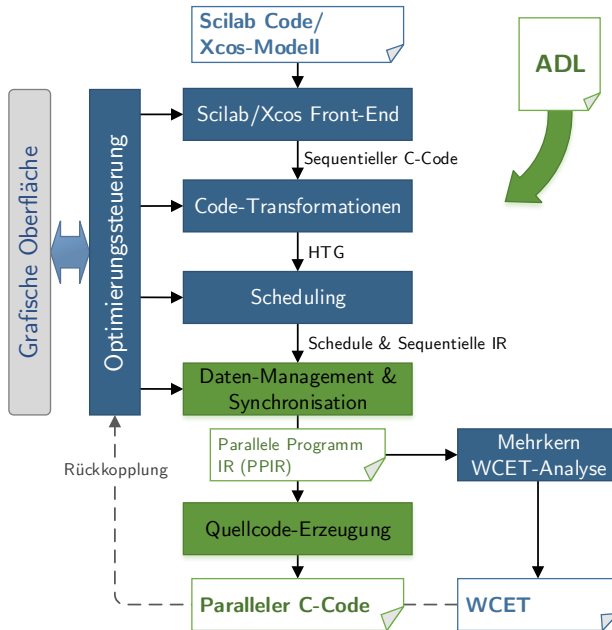 Scilab Code/
Xcos-Modell
ADL
Grafische Oberfläche
Optimierungssteuerung
Scilab/Xcos Front-End
Sequentieller C-Code
Code-Transformationen
HTG
Scheduling
Schedule & Sequentielle IR
Daten-Management &
Synchronisation
Parallele Programm
IR (PPIR)
Mehrkern
WCET-Analyse
Rückkopplung
Quellcode-Erzeugung
Paralleler C-Code
WCET